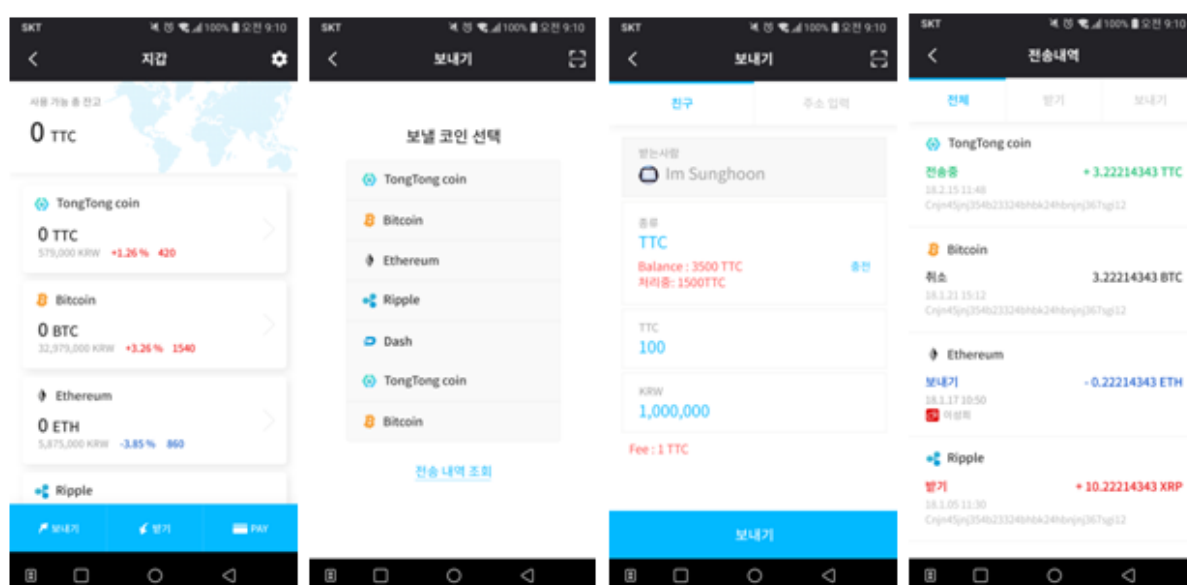 SKT
100% 오전 9:10
지갑
사용 가능 총 잔고
0 TTC
TongTong coin
0 TTC
579,000 KRW +1.26 % 420
Bitcoin
0 BTC
32,979,000 KRW +3.26 % 1540
Ethereum
0 ETH
5,875,000 KRW -3.85 % 860
Ripple
보내기
받기
PAY
SKT
100% 오전 9:10
보내기
보낼 코인 선택
TongTong coin
Bitcoin
Ethereum
Ripple
Dash
TongTong coin
Bitcoin
전송 내역 조회
SKT
100% 오전 9:10
보내기
친구
주소 입력
받는사람
Im Sunghoon
종류
TTC
Balance : 3500 TTC
충전
처리중: 1500TTC
TTC
100
KRW
1,000,000
Fee : 1 TTC
보내기
SKT
100% 오전 9:10
전송내역
전체
받기
보내기
TongTong coin
전송중 + 3.22214343 TTC
18.2.15 11:48
Bitcoin
취소 3.22214343 BTC
18.1.21 15:12
Ethereum
보내기 - 0.22214343 ETH
18.1.17 10:50
Ripple
받기 + 10.22214343 XRP
18.1.05 11:30